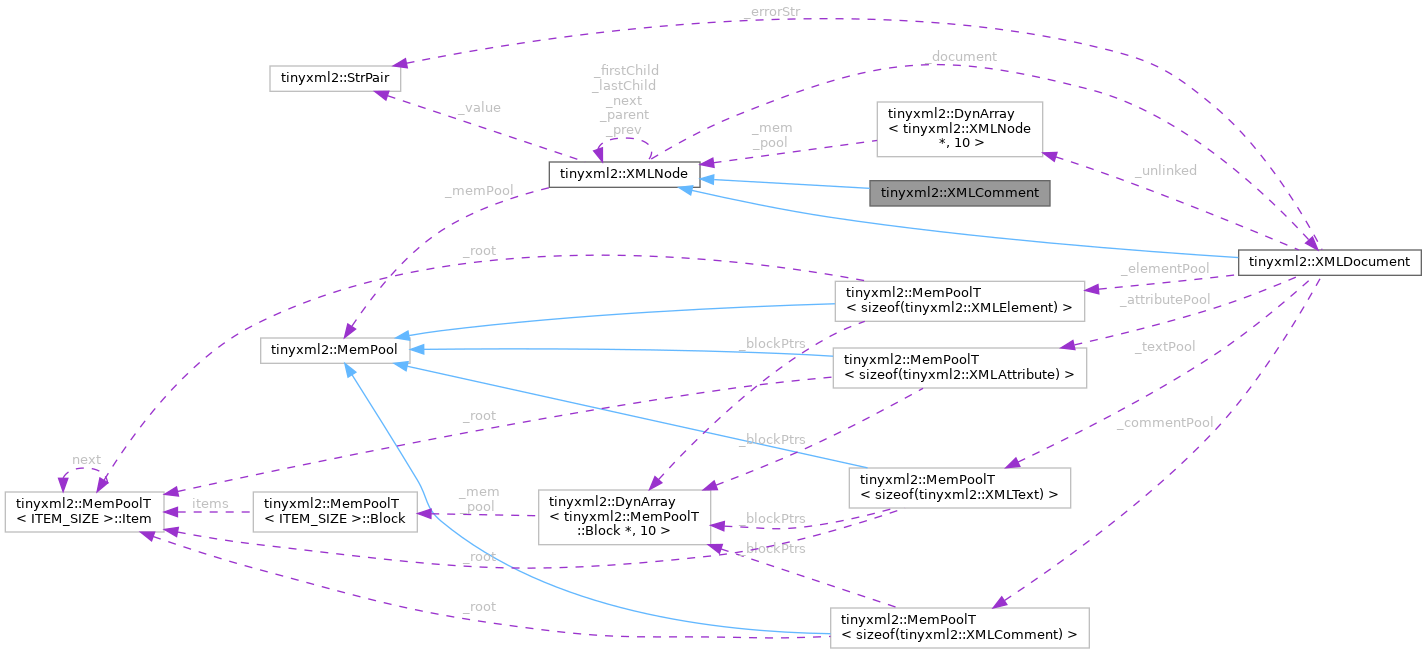 _errorStr
_document
tinyxml2::StrPair
_firstChild
_lastChild
_next
_parent
_prev
_value
tinyxml2::DynArray
< tinyxml2::XMLNode
*, 10 >
_mem
_pool
tinyxml2::XMLNode
_unlinked
tinyxml2::XMLComment
_memPool
_root
tinyxml2::XMLDocument
_elementPool
tinyxml2::MemPoolT
< sizeof(tinyxml2::XMLElement) >
_attributePool
tinyxml2::MemPool
_blockPtrs
_textPool
tinyxml2::MemPoolT
< sizeof(tinyxml2::XMLAttribute) >
_root
_commentPool
_blockPtrs
next
tinyxml2::MemPoolT
< sizeof(tinyxml2::XMLText) >
tinyxml2::MemPoolT
< ITEM_SIZE >::Item
items
tinyxml2::MemPoolT
< ITEM_SIZE >::Block
_mem
_pool
tinyxml2::DynArray
< tinyxml2::MemPoolT
::Block *, 10 >
_blockPtrs
_root
_blockPtrs
_root
tinyxml2::MemPoolT
< sizeof(tinyxml2::XMLComment) >